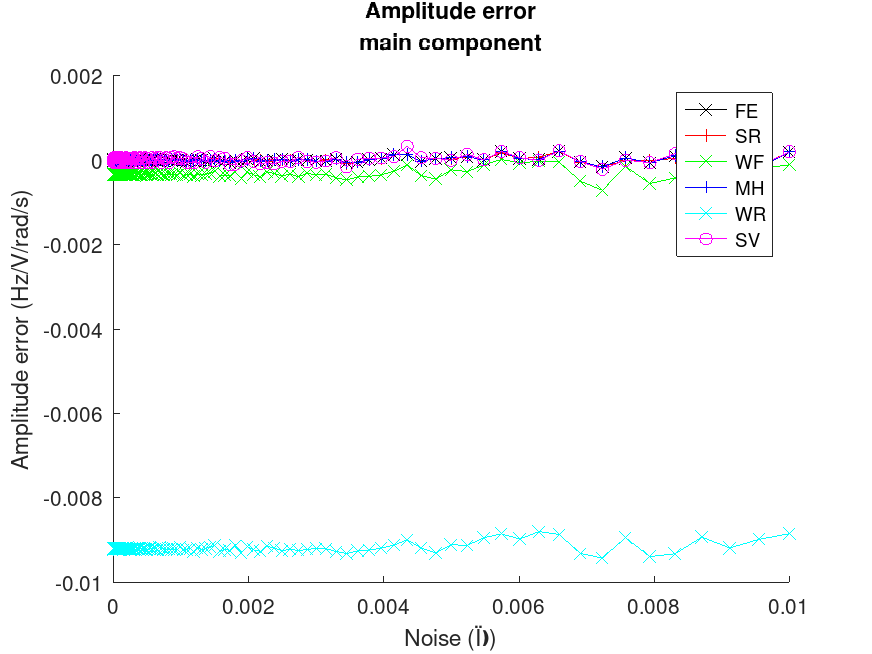 Amplitude error
main component
0.002
0
-0.002
-0.004
-0.006
-0.008
-0.01
Amplitude error (Hz/V/rad/s)
FE
SR
WF
MH
WR
SV
0
0.002
0.004
0.006
0.008
0.01
Noise (Ï)